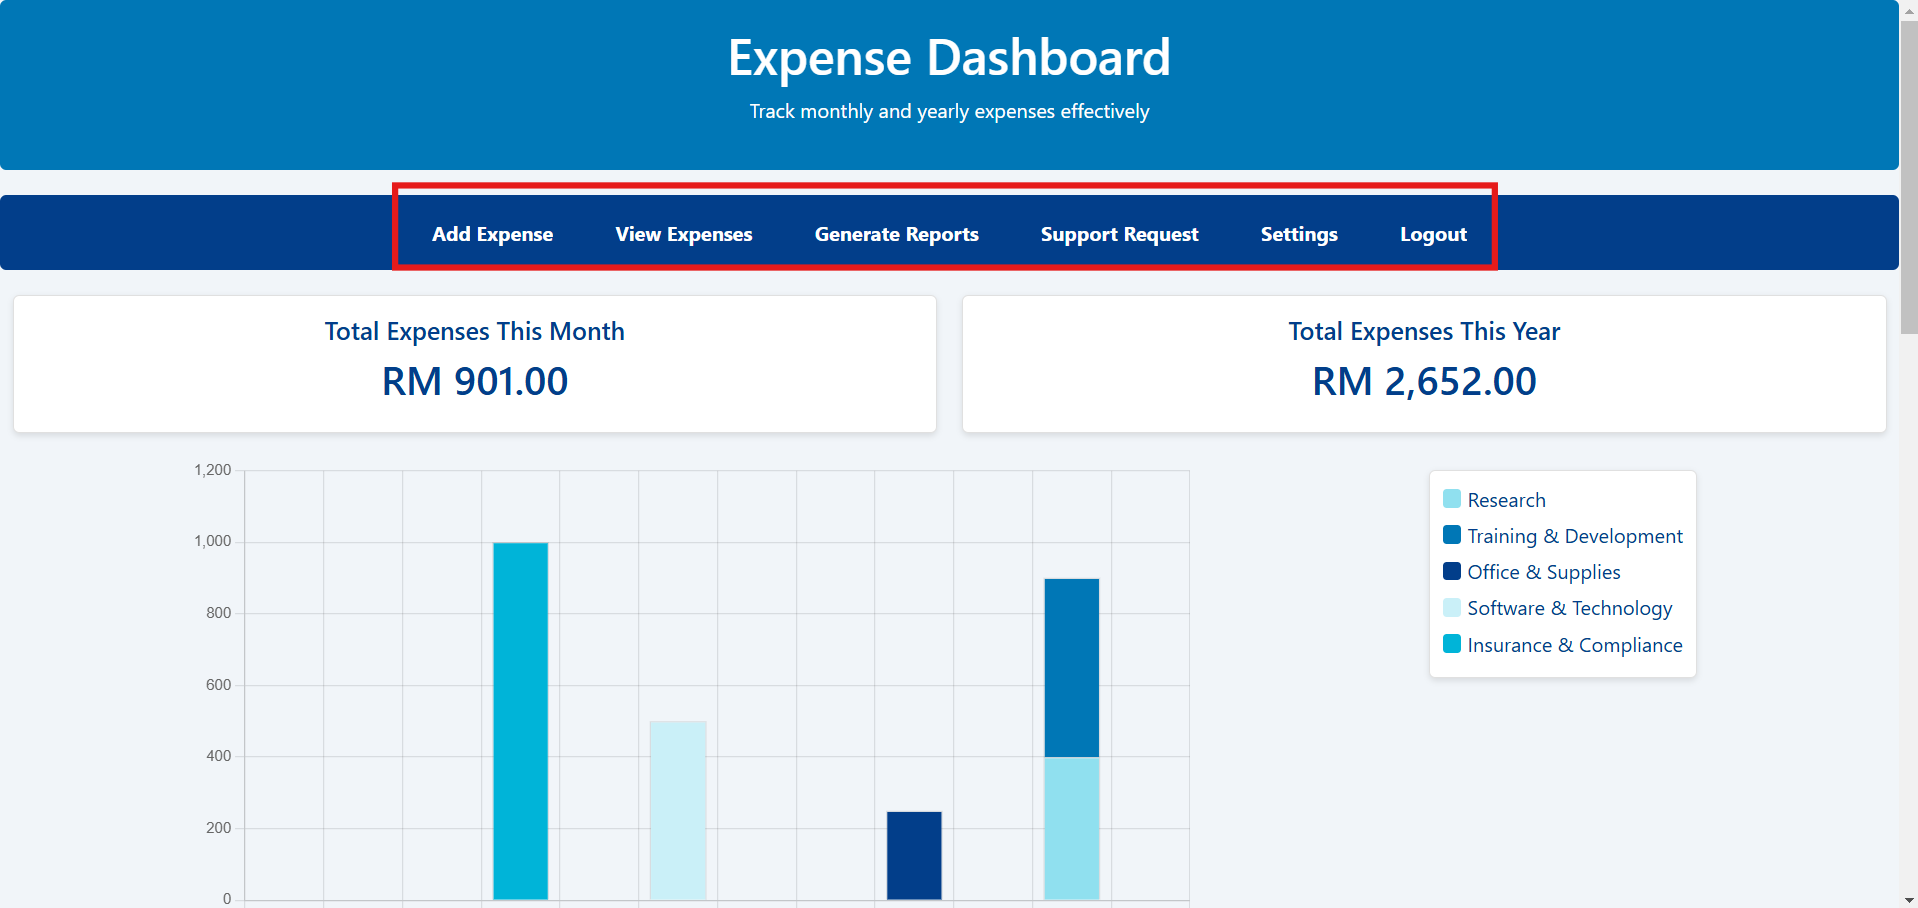 Expense Dashboard
Track monthly and yearly expenses effectively
Add Expense View Expenses Generate Reports Support Request Settings Logout
Total Expenses This Month
RM 901.00
Total Expenses This Year
RM 2,652.00
1,200
1,000
800
600
400
200
0
Research
Training & Development
Office & Supplies
Software & Technology
Insurance & Compliance